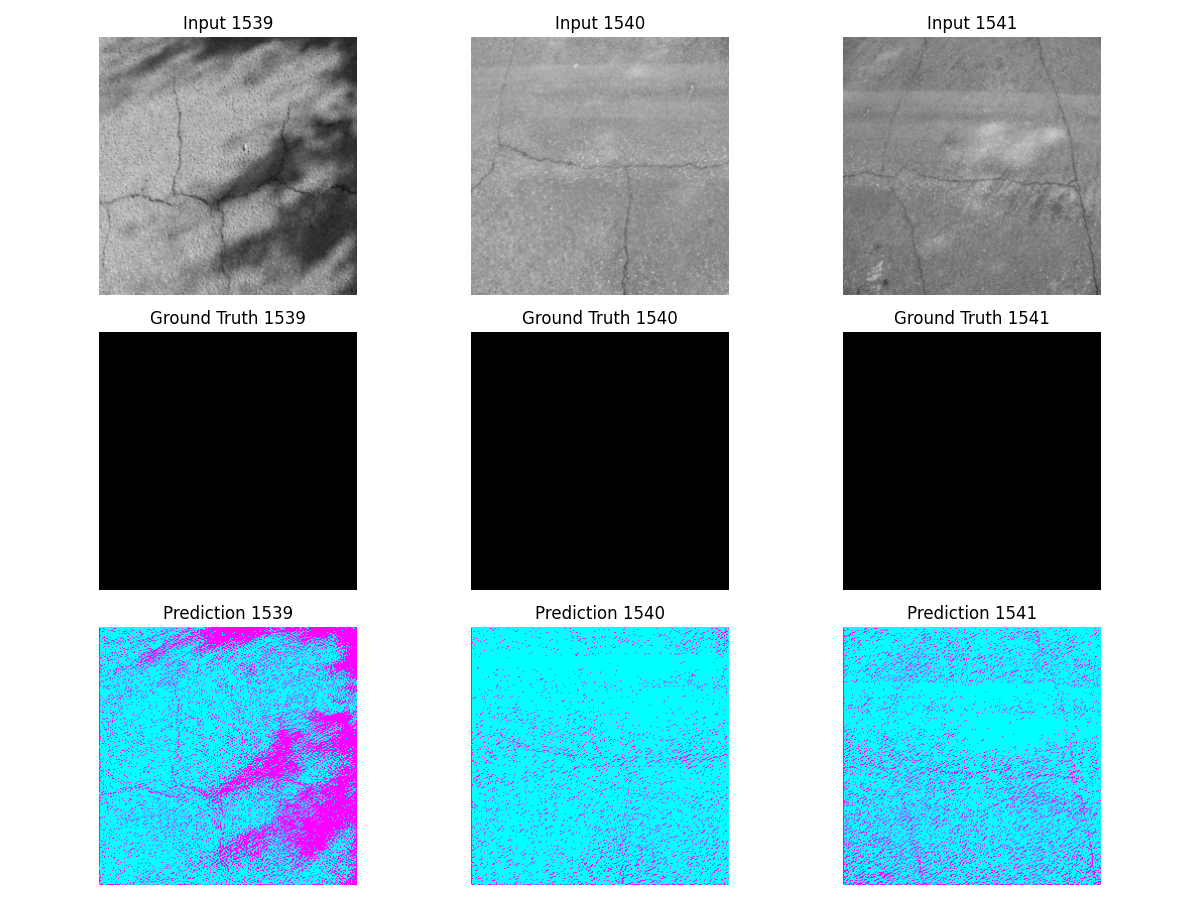 Input 1539
Input 1540
Input 1541
Ground Truth 1539
Ground Truth 1540
Ground Truth 1541
Prediction 1539
Prediction 1540
Prediction 1541